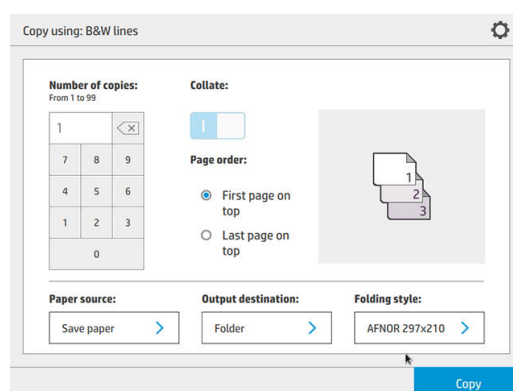 Copy using: B&W lines
Number of copies:
From 1 to 99
1
7 8 9
4 5 6
1 2 3
0
Collate:
Page order:
First page on
top
Last page on
top
1
2
3
Paper source:
Save paper
Output destination:
Folder
Folding style:
AFNOR 297x210
Copy